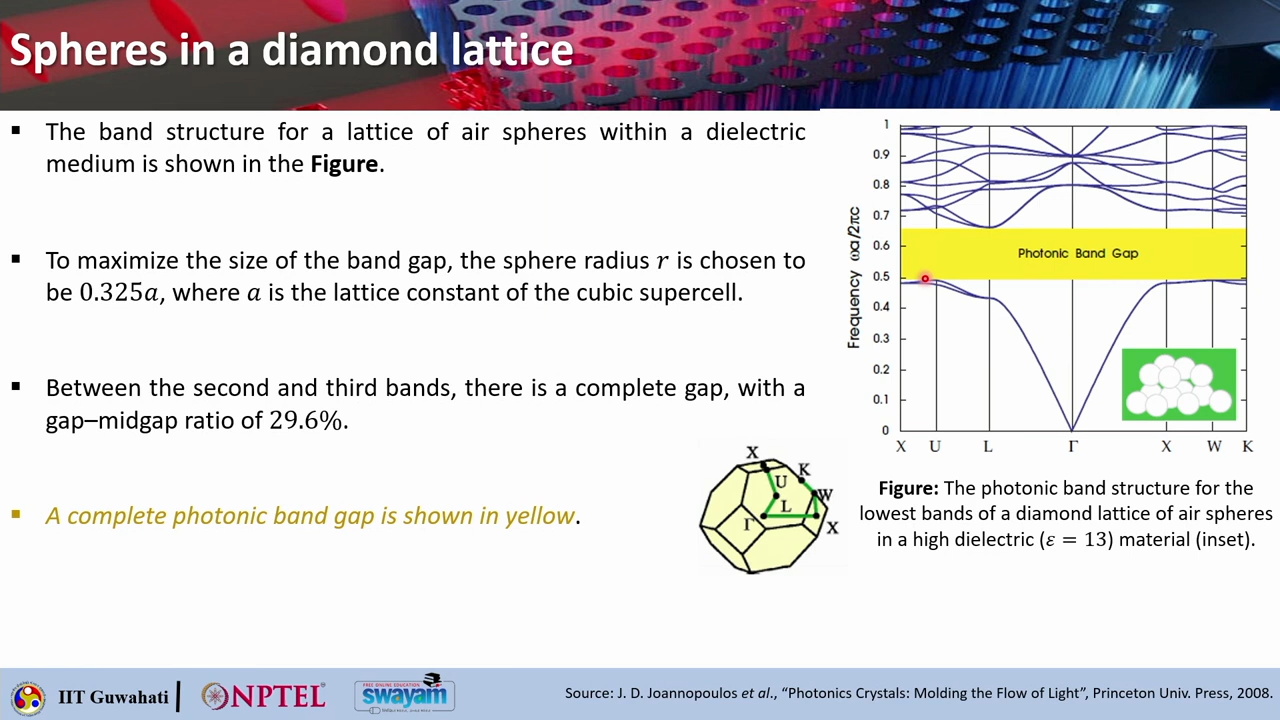 Spheres in a diamond lattice
▪ The band structure for a lattice of air spheres within a dielectric
medium is shown in the Figure.
▪ To maximize the size of the band gap, the sphere radius r is chosen to
be 0.325a, where a is the lattice constant of the cubic supercell.
▪ Between the second and third bands, there is a complete gap, with a
gap–midgap ratio of 29.6%.
▪ A complete photonic band gap is shown in yellow.
X
K
U
W
L
Γ
X
Frequency ωa/2πc
1
0.9
0.8
0.7
0.6
0.5
0.4
0.3
0.2
0.1
0
Photonic Band Gap
X U L Γ X W K
Figure: The photonic band structure for the
lowest bands of a diamond lattice of air spheres
in a high dielectric (ε = 13) material (inset).
IIT Guwahati
NPTEL
FREE ONLINE EDUCATION
swayam
Source: J. D. Joannopoulos et al., “Photonics Crystals: Molding the Flow of Light”, Princeton Univ. Press, 2008.